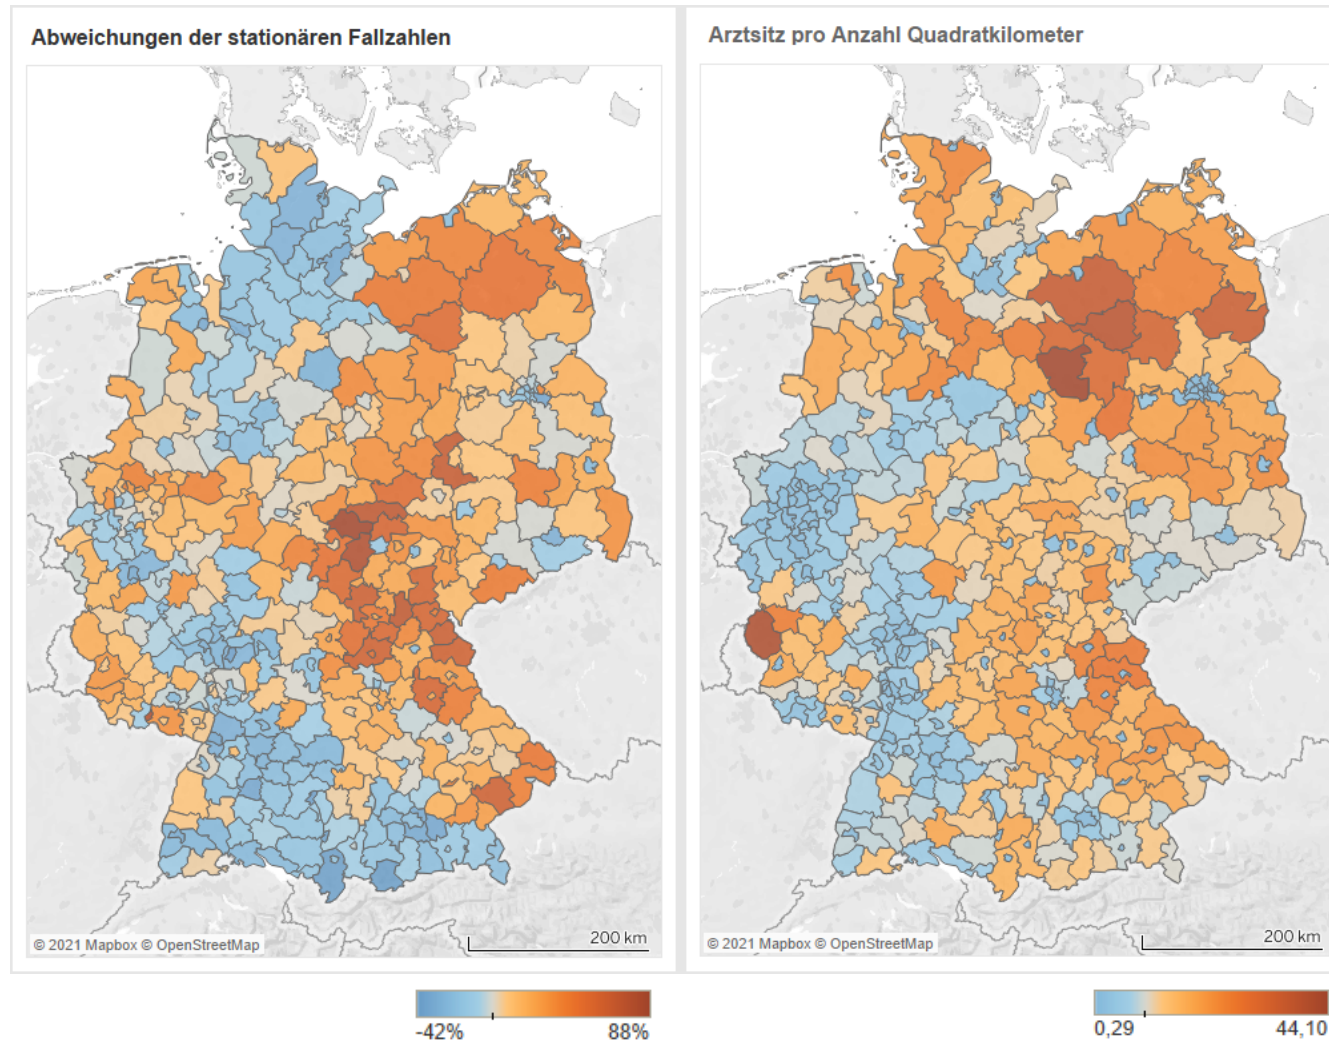 Abweichungen der stationären Fallzahlen
Arztsitz pro Anzahl Quadratkilometer
© 2021 Mapbox © OpenStreetMap
200 km
© 2021 Mapbox © OpenStreetMap
200 km
-42%
88%
0,29
44,10